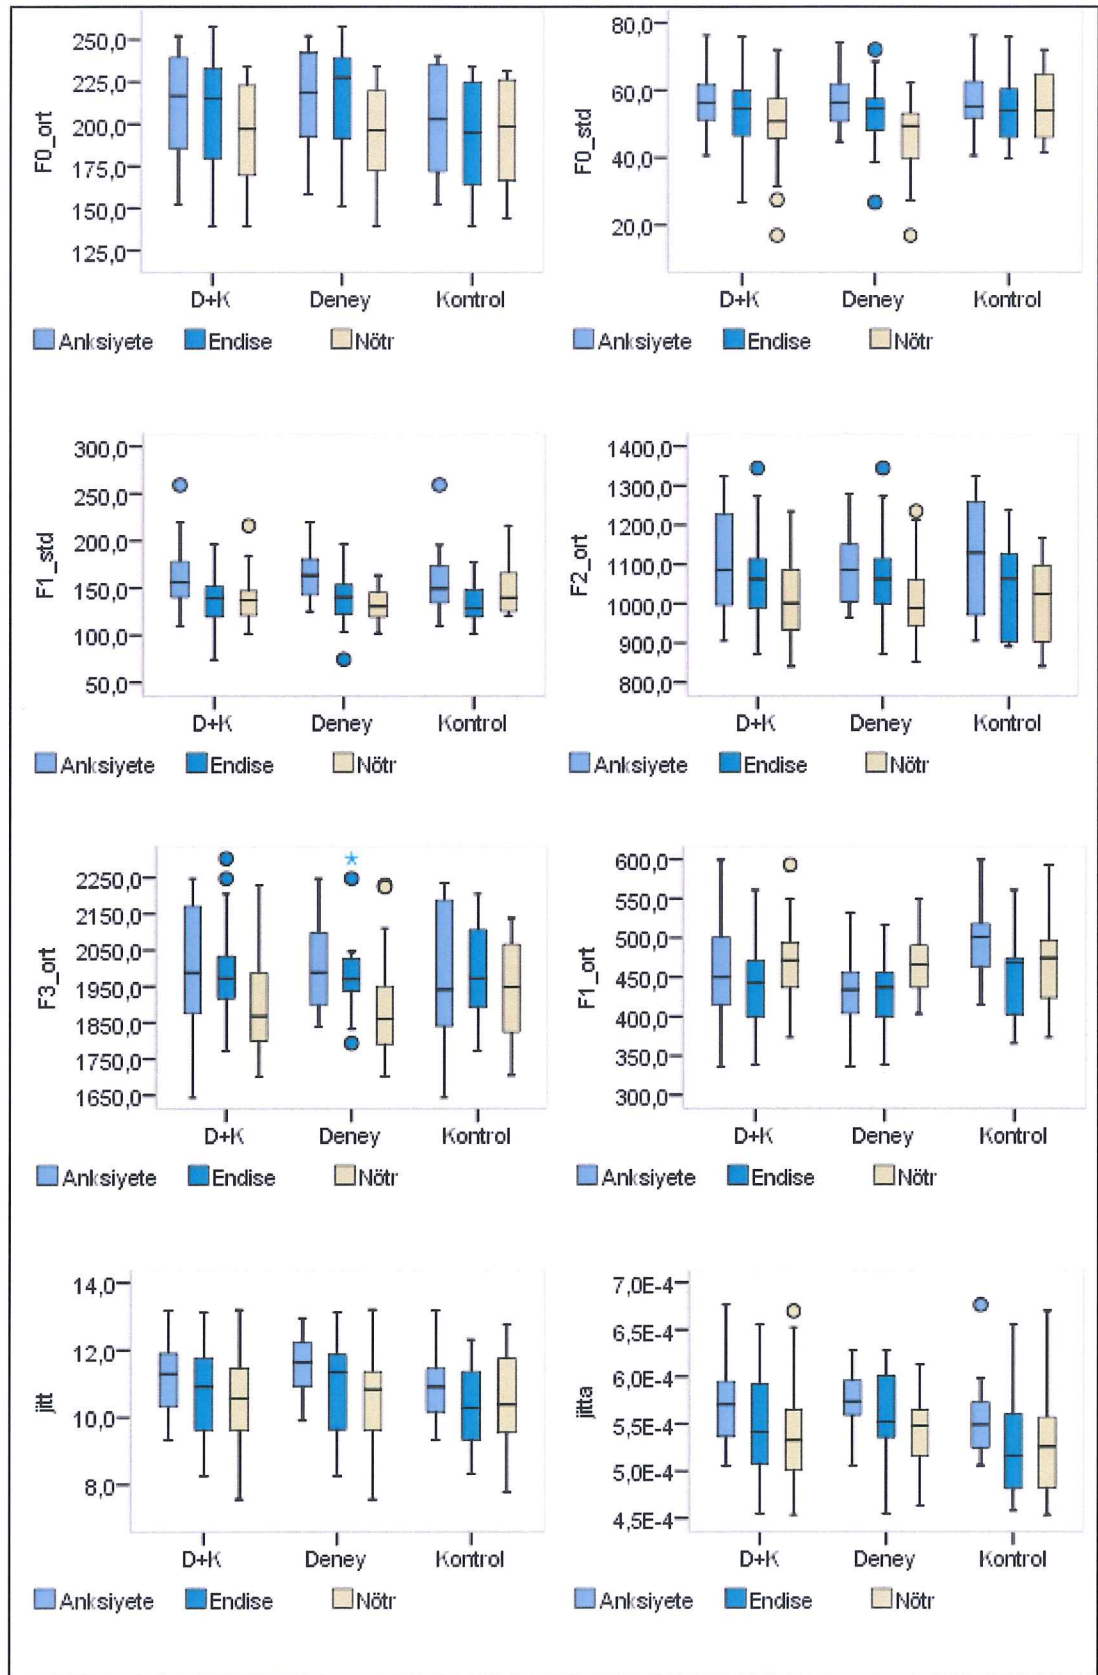 F0_ort
250,0
225,0
200,0
175,0
150,0
125,0
D+K Deney Kontrol
Anksiyete Endise Nötr
F0_std
80,0
60,0
40,0
20,0
D+K Deney Kontrol
Anksiyete Endise Nötr
F1_std
300,0
250,0
200,0
150,0
100,0
50,0
D+K Deney Kontrol
Anksiyete Endise Nötr
F2_ort
1400,0
1300,0
1200,0
1100,0
1000,0
900,0
800,0
D+K Deney Kontrol
Anksiyete Endise Nötr
F3_ort
2250,0
2150,0
2050,0
1950,0
1850,0
1750,0
1650,0
D+K Deney Kontrol
Anksiyete Endise Nötr
F1_ort
600,0
550,0
500,0
450,0
400,0
350,0
300,0
D+K Deney Kontrol
Anksiyete Endise Nötr
jitt
14,0
12,0
10,0
8,0
D+K Deney Kontrol
Anksiyete Endise Nötr
jitta
7,0E-4
6,5E-4
6,0E-4
5,5E-4
5,0E-4
4,5E-4
D+K Deney Kontrol
Anksiyete Endise Nötr